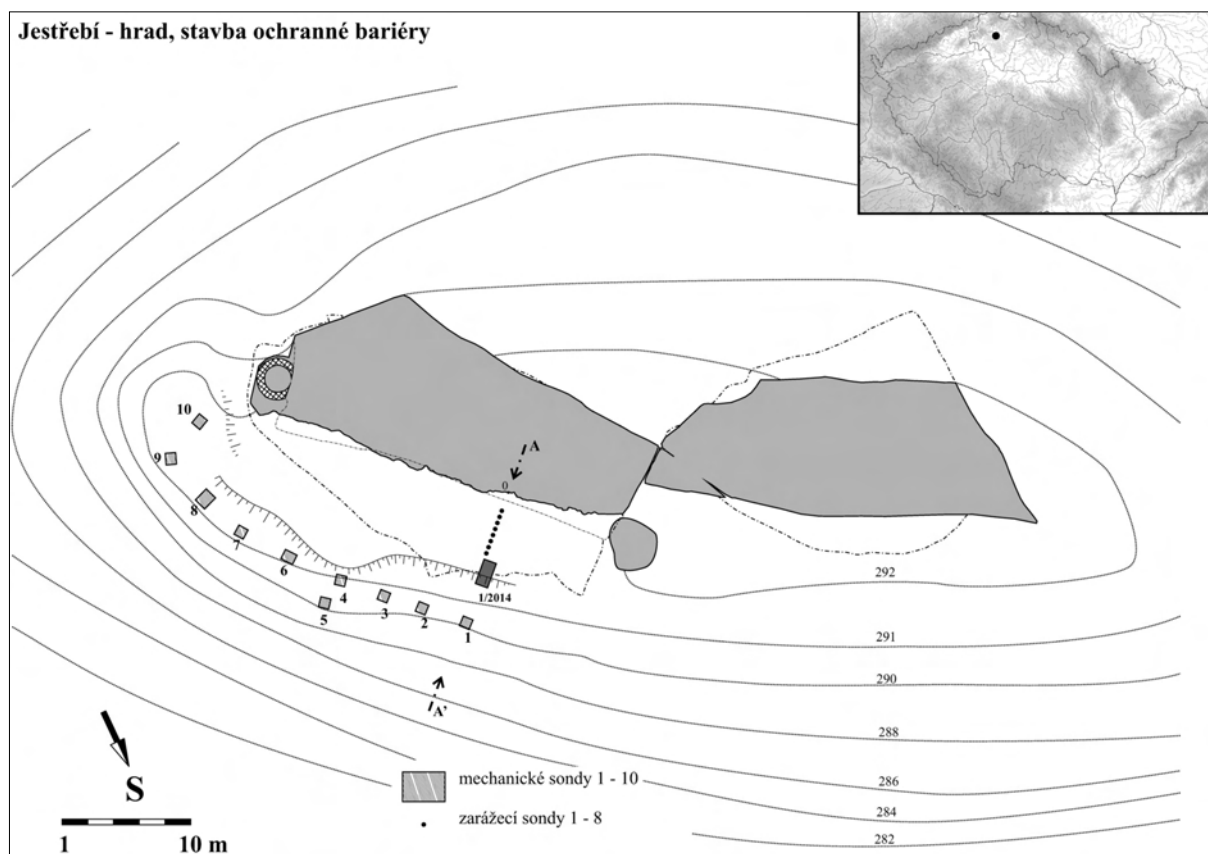 Jestřebí - hrad, stavba ochranné bariéry
10
9
8
7
6
5
4
3
2
1
A
0
1/2014
A'
292
291
290
288
286
284
282
S
1 10 m
mechanické sondy 1 - 10
zarážecí sondy 1 - 8